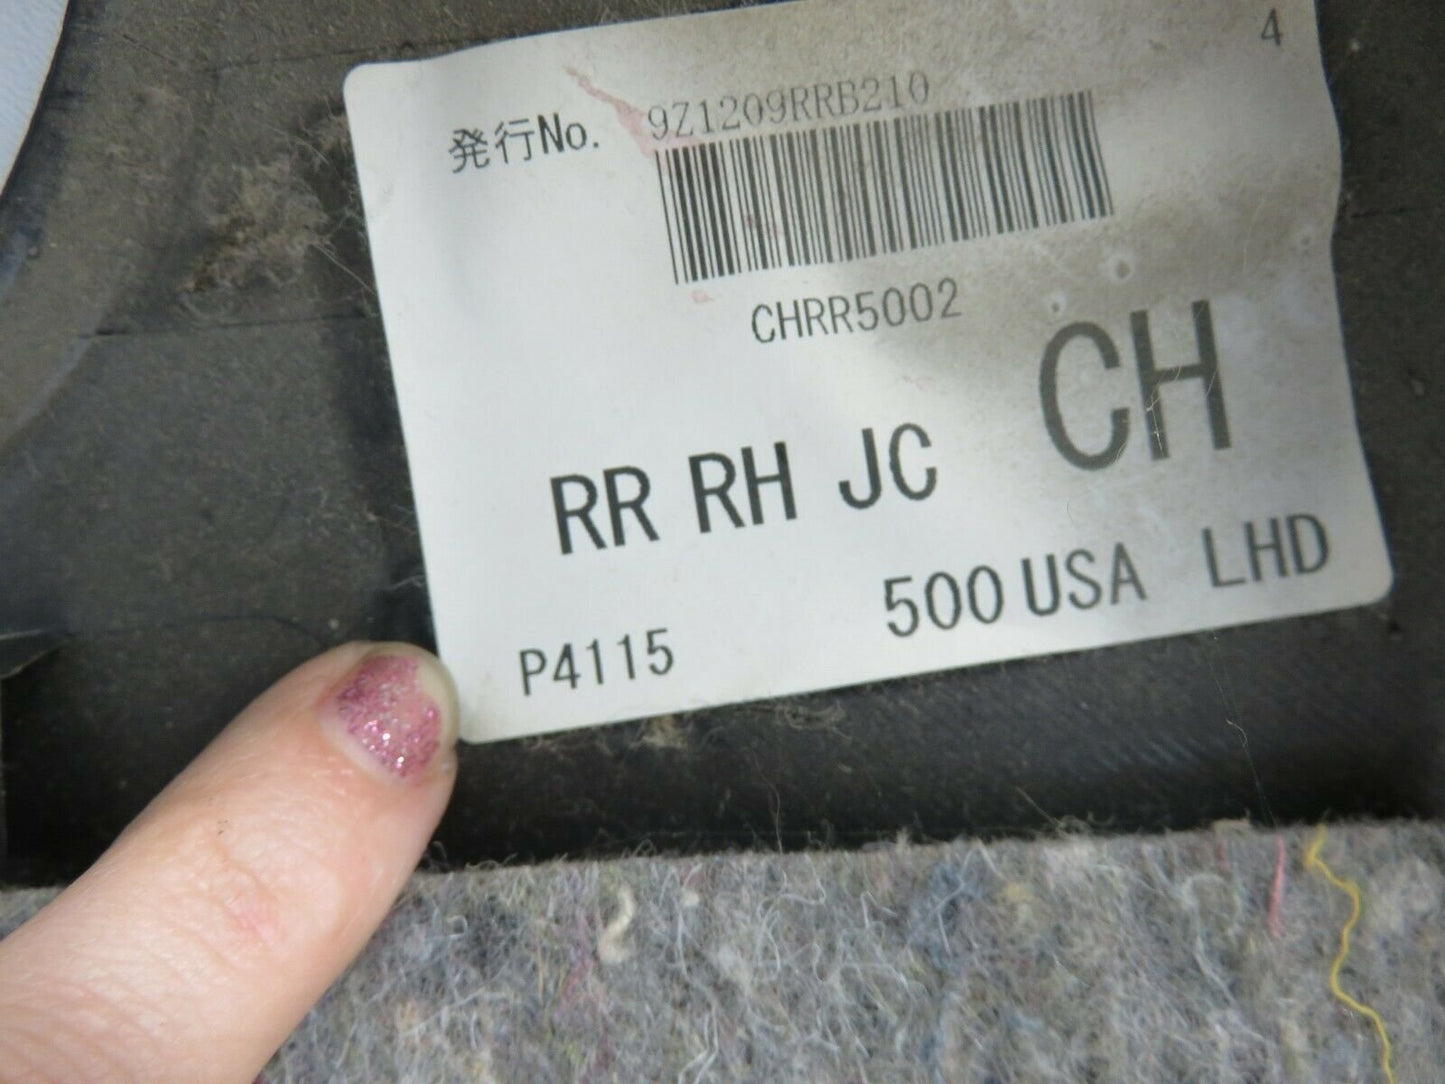 4
発行No. 9Z1209RRB210
CHRR5002
CH
RR RH JC
500 USA LHD
P4115